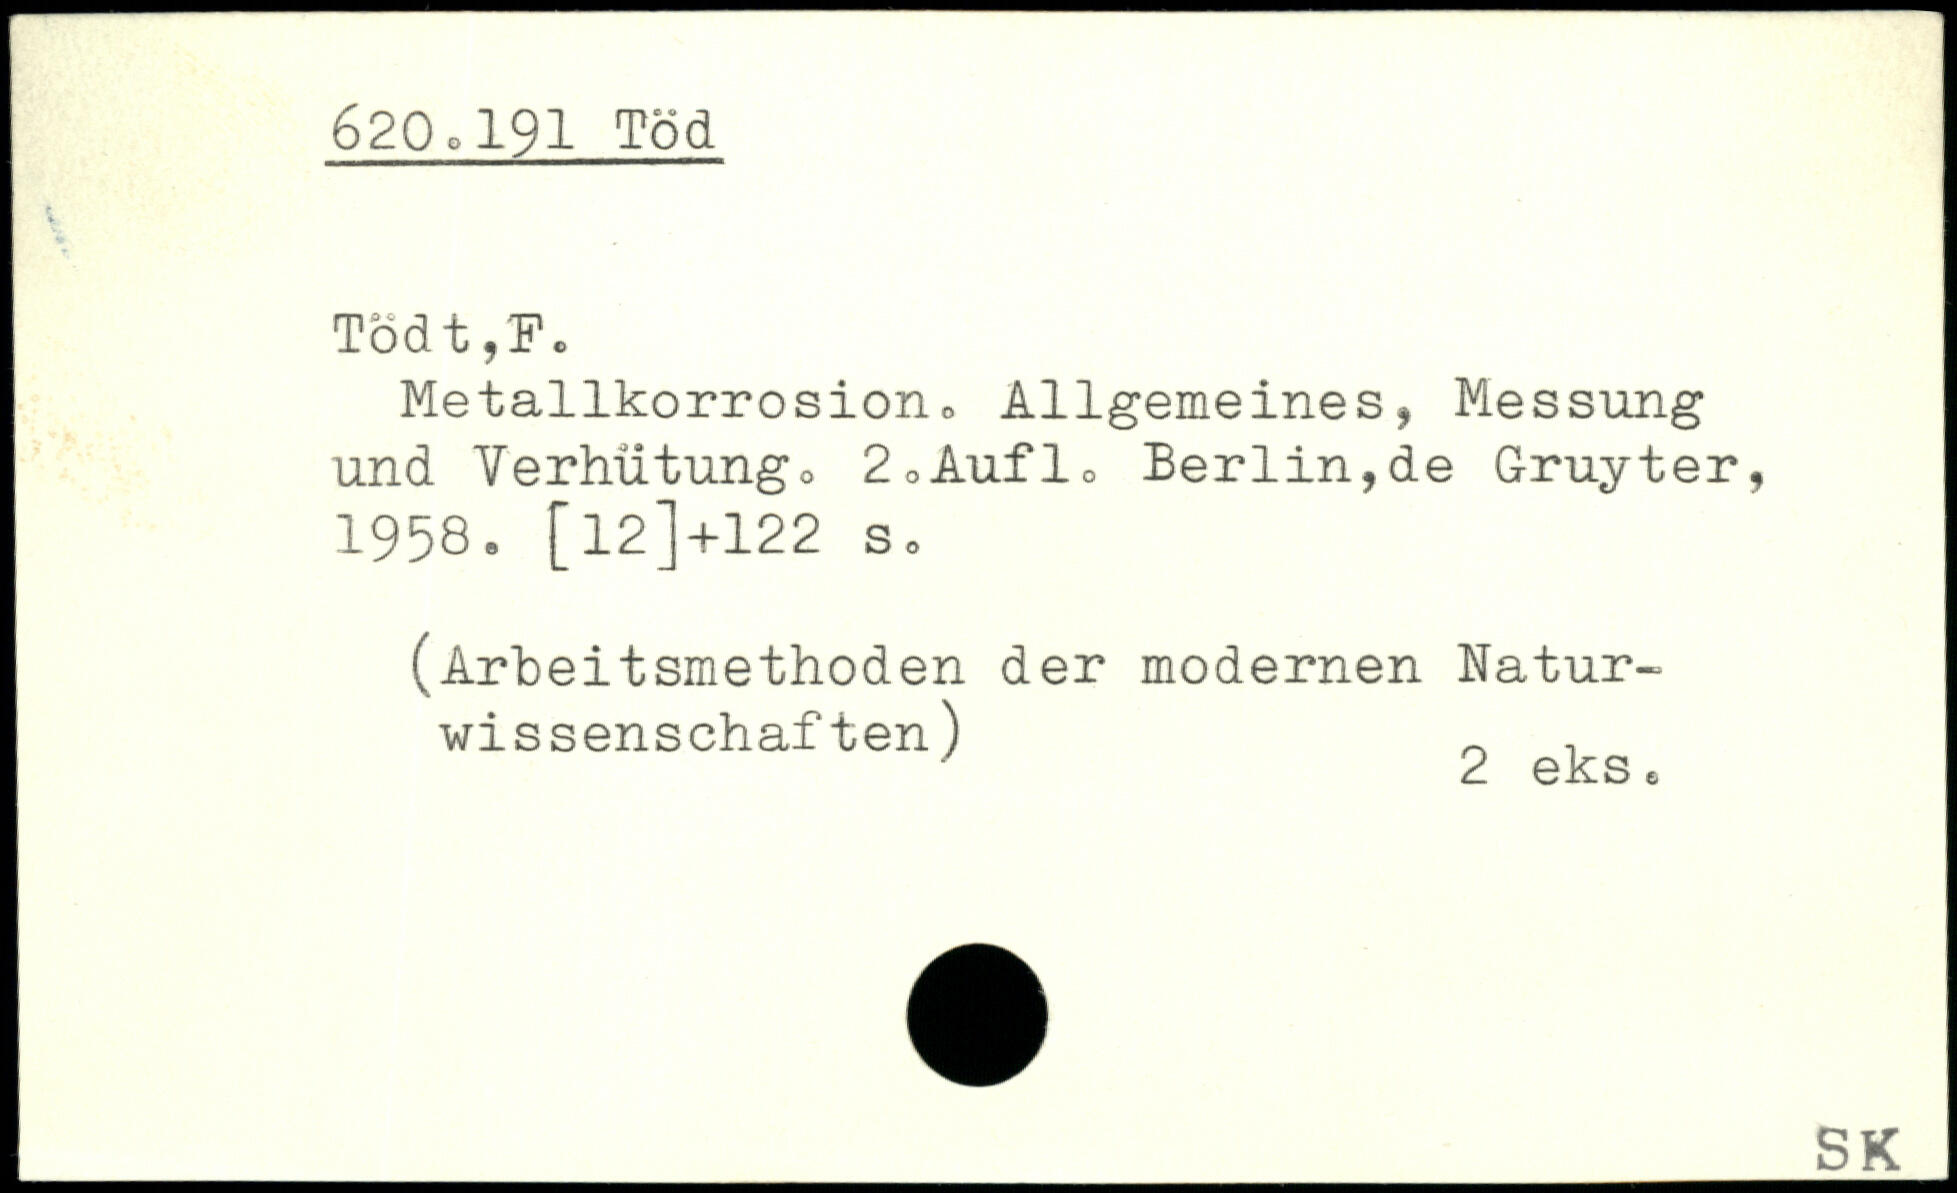 620.191 Töd
Tödt,F.
Metallkorrosion. Allgemeines, Messung
und Verhütung. 2.Aufl. Berlin,de Gruyter,
1958. [12]+122 s.
(Arbeitsmethoden der modernen Natur-
wissenschaften)
2 eks.
SK